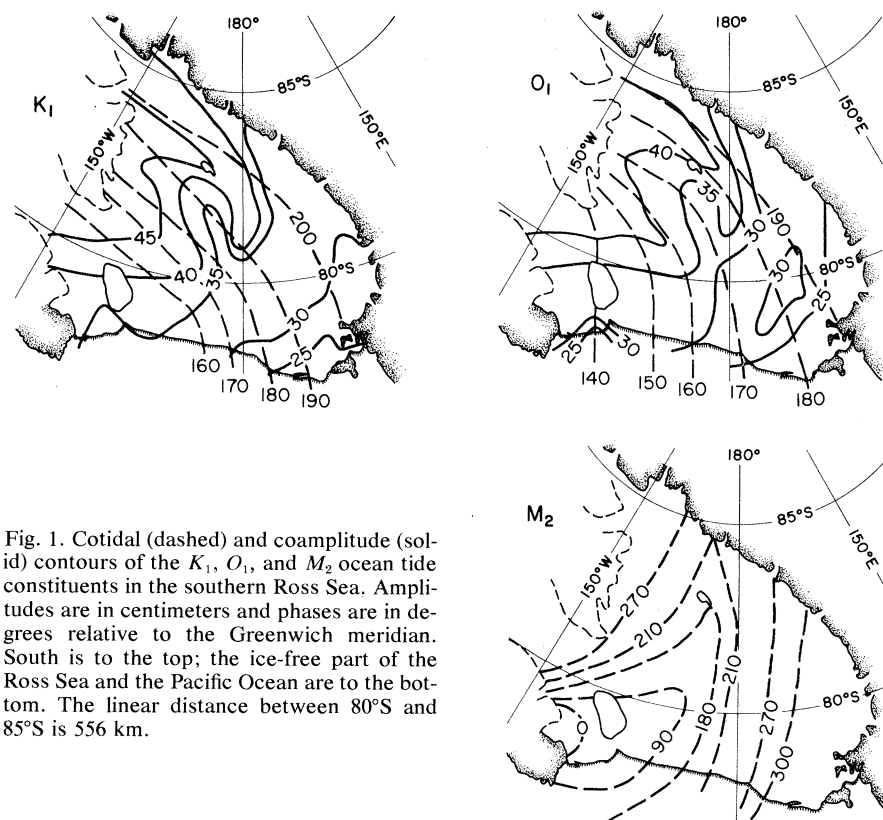 K₁
180°
85°S
150°E
150°W
45
40
35
200
80°S
30
25
160
170
180
190
O₁
180°
85°S
150°E
150°W
40
35
30
190
30
80°S
25
25
30
140
150
160
170
180
M₂
180°
85°S
150°E
150°W
270
210
210
80°S
0
90
180
270
300
Fig. 1. Cotidal (dashed) and coamplitude (sol-
id) contours of the K₁, O₁, and M₂ ocean tide
constituents in the southern Ross Sea. Ampli-
tudes are in centimeters and phases are in de-
grees relative to the Greenwich meridian.
South is to the top; the ice-free part of the
Ross Sea and the Pacific Ocean are to the bot-
tom. The linear distance between 80°S and
85°S is 556 km.